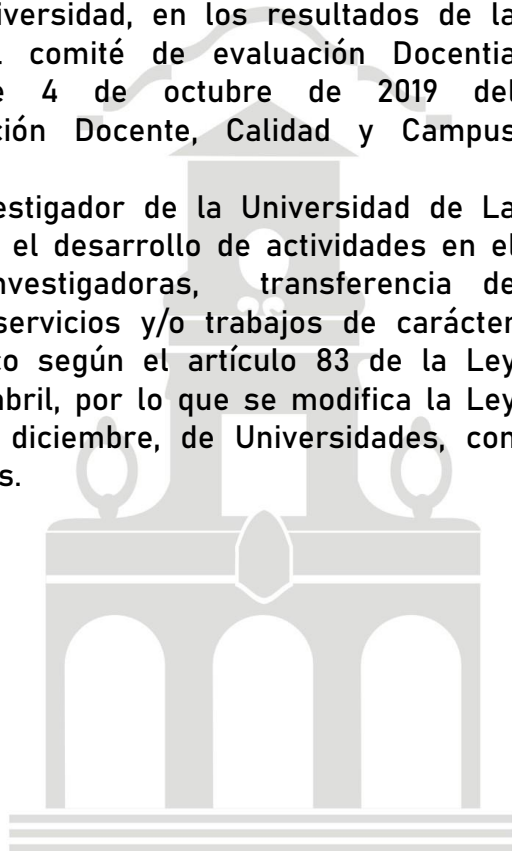 iversidad, en los resultados de la
comité de evaluación Docentia
4 de octubre de 2019 del
ción Docente, Calidad y Campus
estigador de la Universidad de La
el desarrollo de actividades en el
nvestigadoras, transferencia de
servicios y/o trabajos de carácter
co según el artículo 83 de la Ley
abril, por lo que se modifica la Ley
diciembre, de Universidades, con
s.